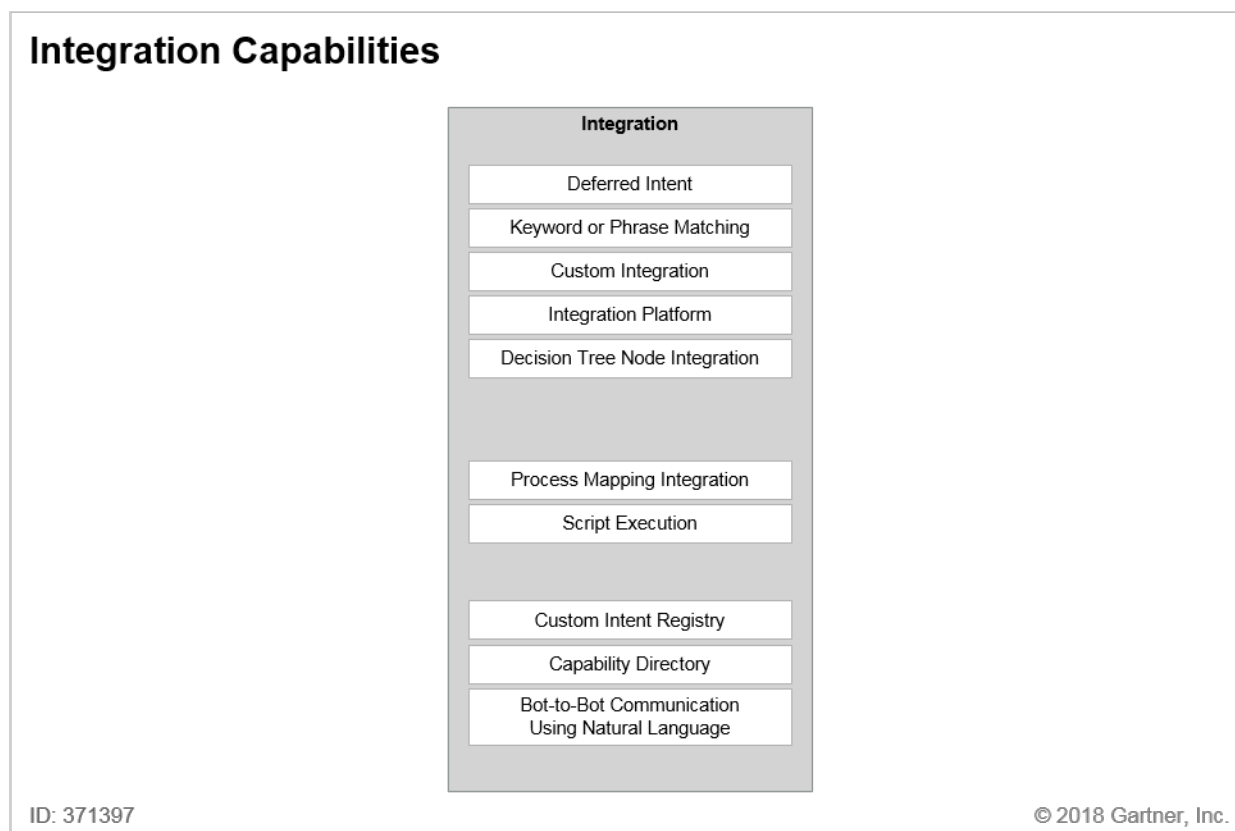 Integration Capabilities
Integration
Deferred Intent
Keyword or Phrase Matching
Custom Integration
Integration Platform
Decision Tree Node Integration
Process Mapping Integration
Script Execution
Custom Intent Registry
Capability Directory
Bot-to-Bot Communication
Using Natural Language
ID: 371397
© 2018 Gartner, Inc.